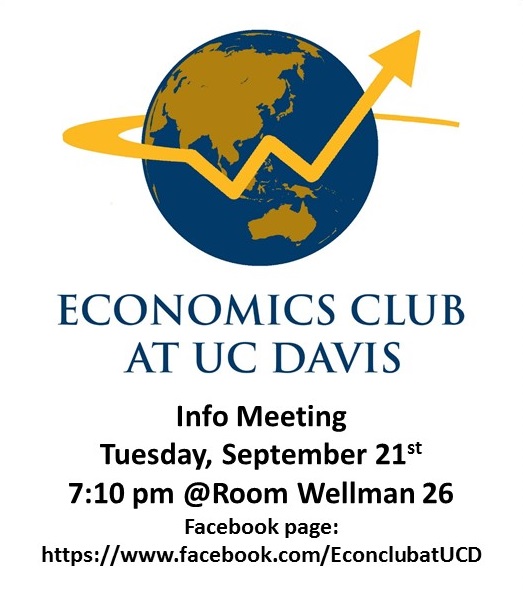 ECONOMICS CLUB
AT UC DAVIS
Info Meeting
Tuesday, September 21st
7:10 pm @Room Wellman 26
Facebook page:
https://www.facebook.com/EconclubatUCD